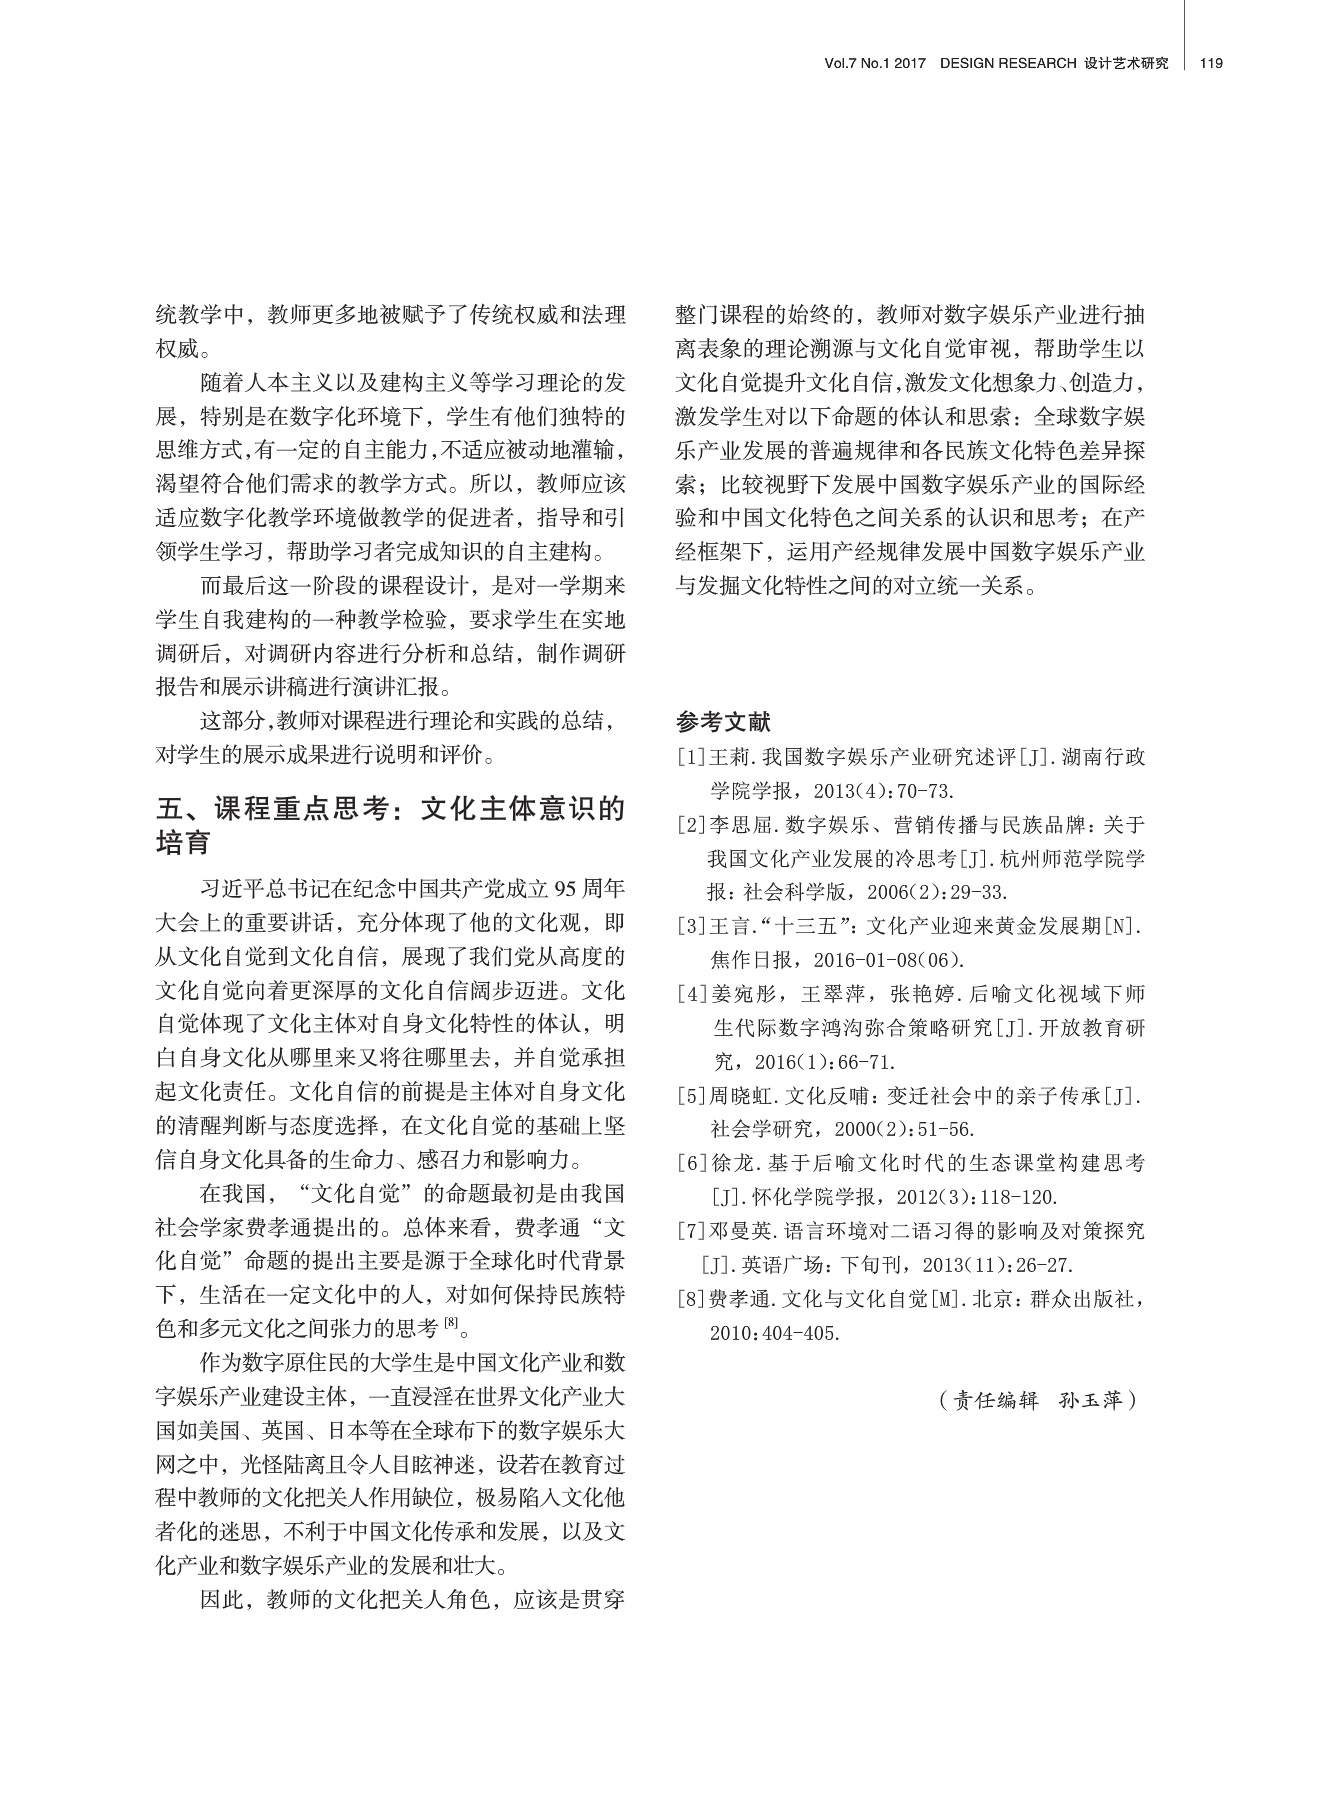 Vol.7 No.1 2017 DESIGN RESEARCH 设计艺术研究 119
统教学中，教师更多地被赋予了传统权威和法理
权威。
随着人本主义以及建构主义等学习理论的发
展，特别是在数字化环境下，学生有他们独特的
思维方式，有一定的自主能力，不适应被动地灌输，
渴望符合他们需求的教学方式。所以，教师应该
适应数字化教学环境做教学的促进者，指导和引
领学生学习，帮助学习者完成知识的自主建构。
而最后这一阶段的课程设计，是对一学期来
学生自我建构的一种教学检验，要求学生在实地
调研后，对调研内容进行分析和总结，制作调研
报告和展示讲稿进行演讲汇报。
这部分，教师对课程进行理论和实践的总结，
对学生的展示成果进行说明和评价。
五、课程重点思考：文化主体意识的
培育
习近平总书记在纪念中国共产党成立 95 周年
大会上的重要讲话，充分体现了他的文化观，即
从文化自觉到文化自信，展现了我们党从高度的
文化自觉向着更深厚的文化自信阔步迈进。文化
自觉体现了文化主体对自身文化特性的体认，明
白自身文化从哪里来又将往哪里去，并自觉承担
起文化责任。文化自信的前提是主体对自身文化
的清醒判断与态度选择，在文化自觉的基础上坚
信自身文化具备的生命力、感召力和影响力。
在我国，“文化自觉”的命题最初是由我国
社会学家费孝通提出的。总体来看，费孝通“文
化自觉”命题的提出主要是源于全球化时代背景
下，生活在一定文化中的人，对如何保持民族特
色和多元文化之间张力的思考 [8]。
作为数字原住民的大学生是中国文化产业和数
字娱乐产业建设主体，一直浸淫在世界文化产业大
国如美国、英国、日本等在全球布下的数字娱乐大
网之中，光怪陆离且令人目眩神迷，设若在教育过
程中教师的文化把关人作用缺位，极易陷入文化他
者化的迷思，不利于中国文化传承和发展，以及文
化产业和数字娱乐产业的发展和壮大。
因此，教师的文化把关人角色，应该是贯穿
整门课程的始终的，教师对数字娱乐产业进行抽
离表象的理论溯源与文化自觉审视，帮助学生以
文化自觉提升文化自信，激发文化想象力、创造力，
激发学生对以下命题的体认和思索：全球数字娱
乐产业发展的普遍规律和各民族文化特色差异探
索；比较视野下发展中国数字娱乐产业的国际经
验和中国文化特色之间关系的认识和思考；在产
经框架下，运用产经规律发展中国数字娱乐产业
与发掘文化特性之间的对立统一关系。
参考文献
[1]王莉.我国数字娱乐产业研究述评[J].湖南行政
学院学报，2013(4):70-73.
[2]李思屈.数字娱乐、营销传播与民族品牌：关于
我国文化产业发展的冷思考[J].杭州师范学院学
报：社会科学版，2006(2):29-33.
[3]王言.“十三五”：文化产业迎来黄金发展期[N].
焦作日报，2016-01-08(06).
[4]姜宛彤，王翠萍，张艳婷.后喻文化视域下师
生代际数字鸿沟弥合策略研究[J].开放教育研
究，2016(1):66-71.
[5]周晓虹.文化反哺：变迁社会中的亲子传承[J].
社会学研究，2000(2):51-56.
[6]徐龙.基于后喻文化时代的生态课堂构建思考
[J].怀化学院学报，2012(3):118-120.
[7]邓曼英.语言环境对二语习得的影响及对策探究
[J].英语广场：下旬刊，2013(11):26-27.
[8]费孝通.文化与文化自觉[M].北京：群众出版社，
2010:404-405.
（责任编辑 孙玉萍）